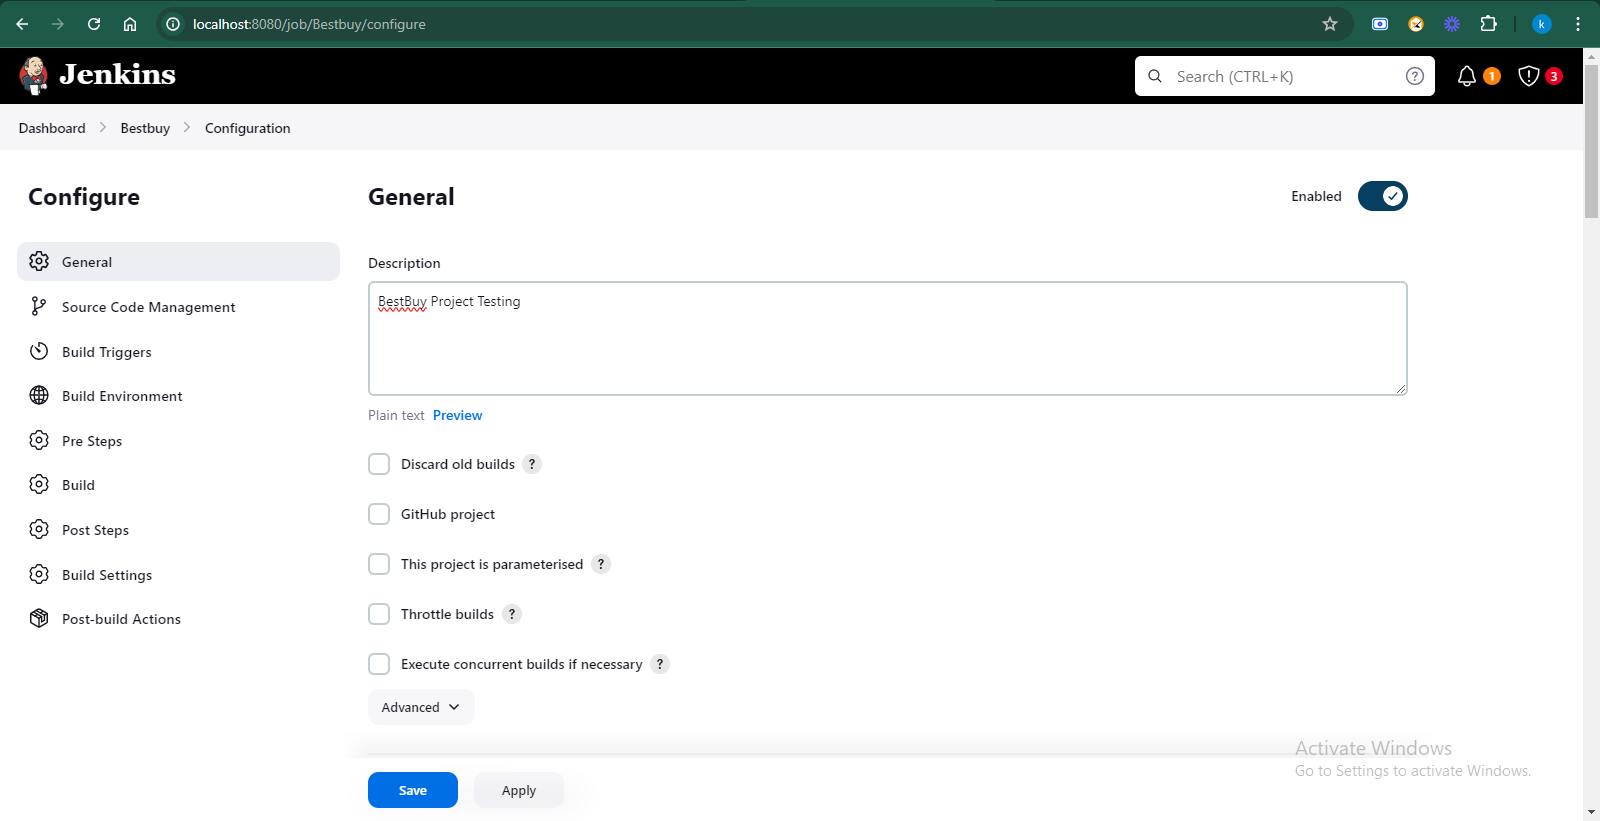 localhost:8080/job/Bestbuy/configure
k
Jenkins
Search (CTRL+K)
?
1
3
Dashboard
Bestbuy
Configuration
Configure
General
Source Code Management
Build Triggers
Build Environment
Pre Steps
Build
Post Steps
Build Settings
Post-build Actions
General
Enabled
Description
BestBuy Project Testing
Plain text Preview
Discard old builds ?
GitHub project
This project is parameterised ?
Throttle builds ?
Execute concurrent builds if necessary ?
Advanced
Save
Apply
Activate Windows
Go to Settings to activate Windows.